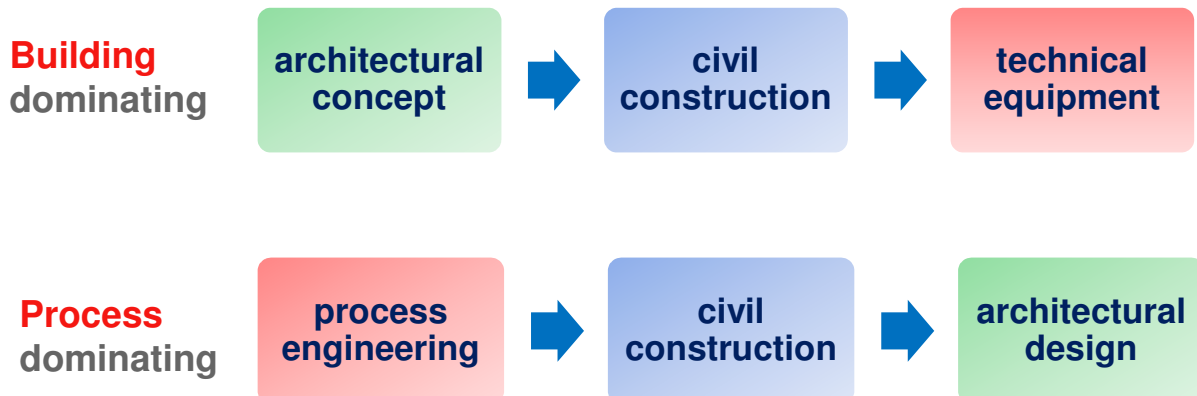 Building
dominating
architectural
concept
civil
construction
technical
equipment
Process
dominating
process
engineering
civil
construction
architectural
design